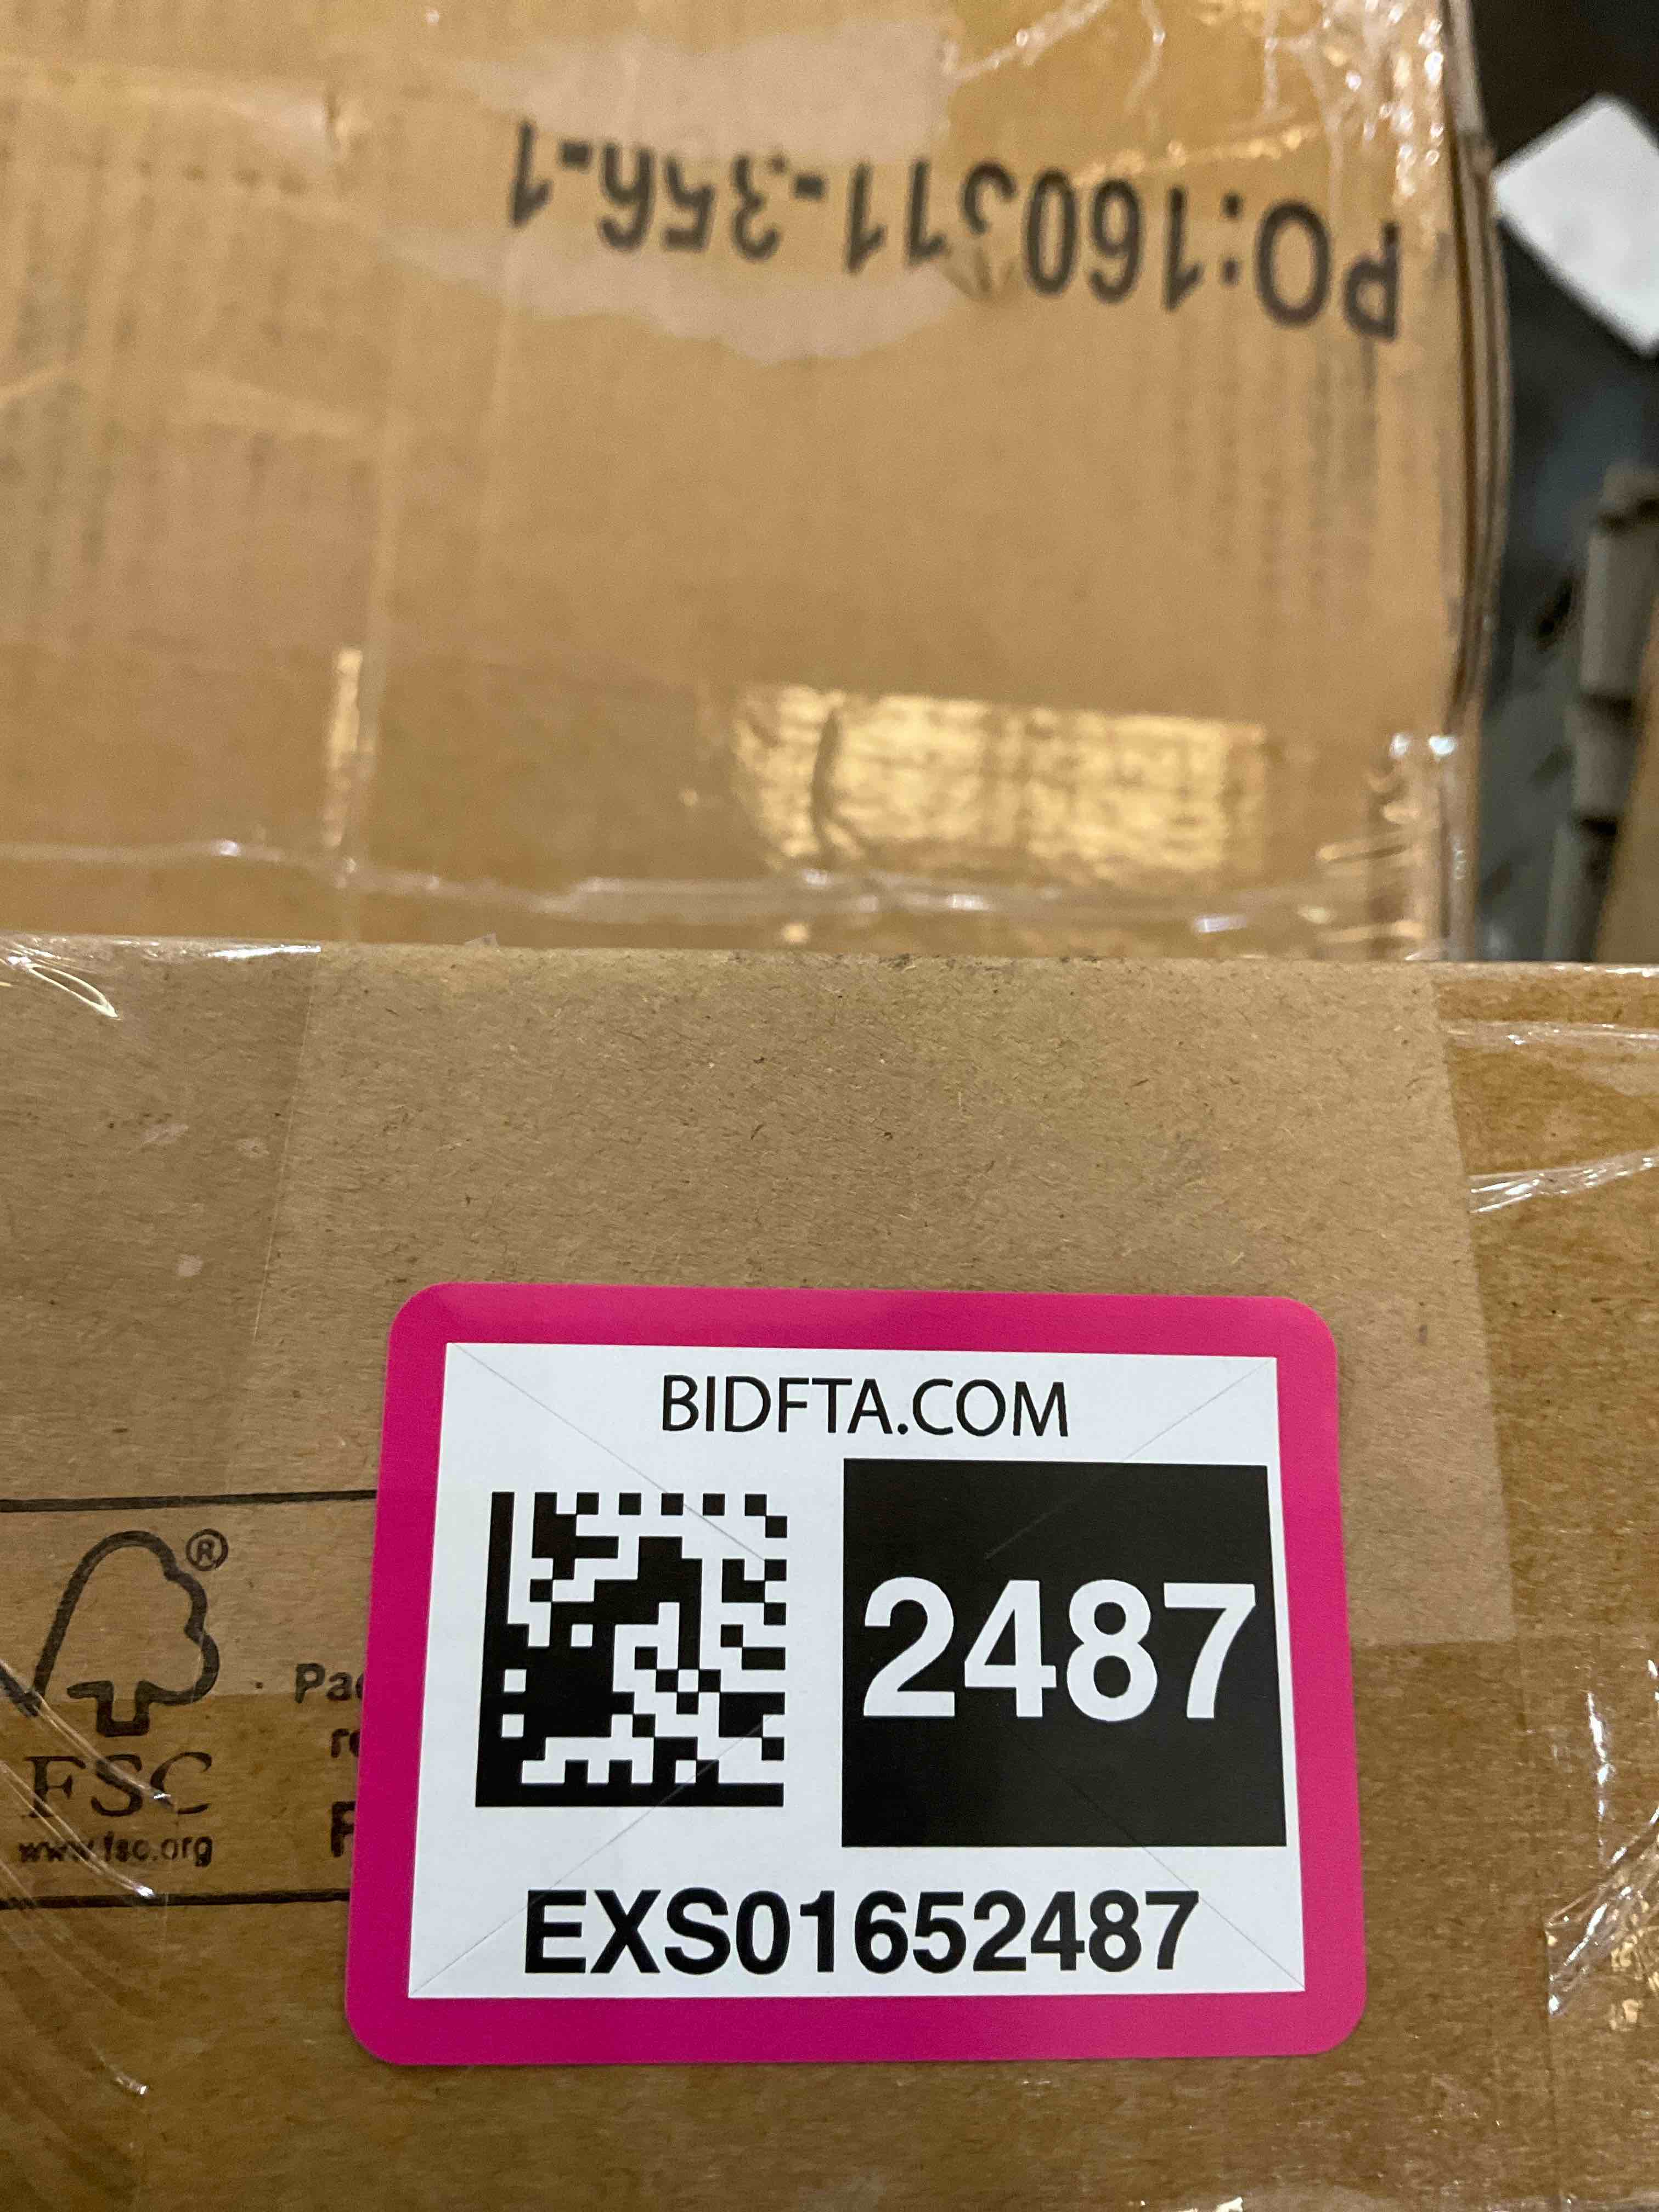 PO:160311-356-1
BIDFTA.COM
2487
EXS01652487
®
FSC
www.fsc.org